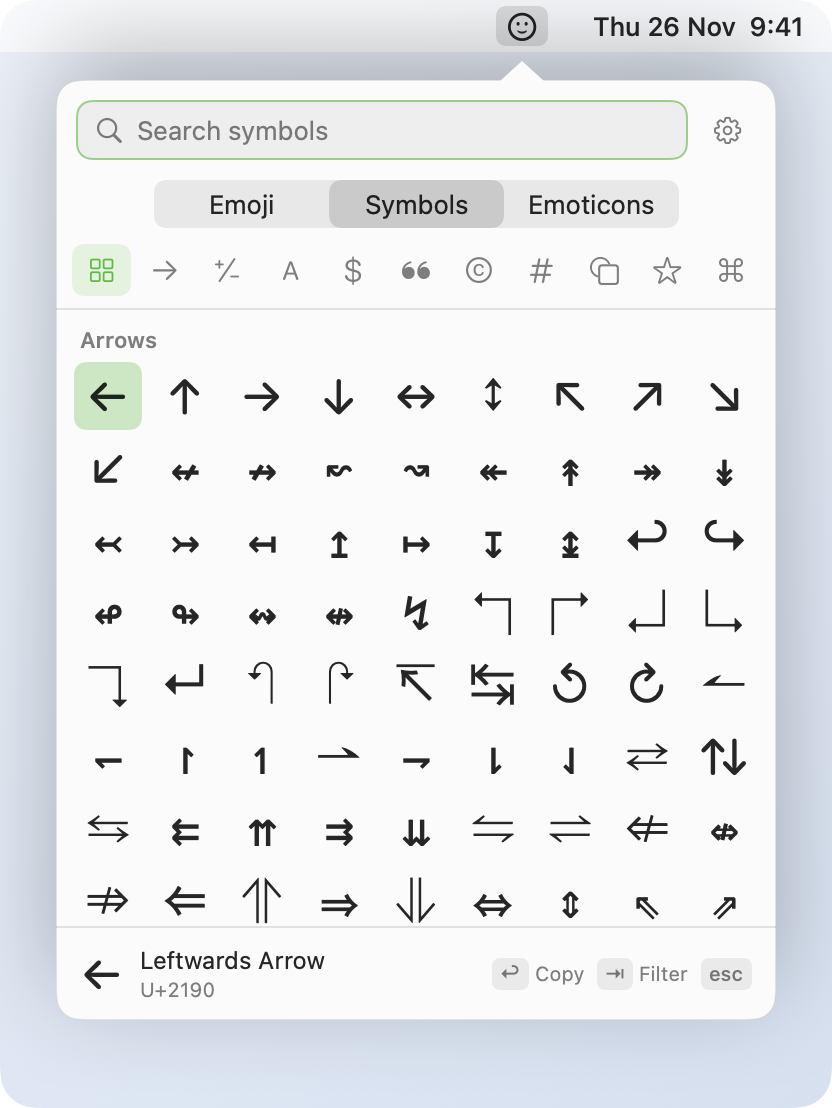 Thu 26 Nov 9:41
Search symbols
Emoji Symbols Emoticons
→ +/− A $ ❝ © # ☆ ⌘
Arrows
← ↑ → ↓ ↔ ↕ ↖ ↗ ↘
↙ ↚ ↛ ↜ ↝ ↞ ↟ ↠ ↡
↢ ↣ ↤ ↥ ↦ ↧ ↨ ↩ ↪
↫ ↬ ↭ ↮ ↯ ↰ ↱ ↲ ↳
↴ ↵ ↶ ↷ ↸ ↹ ↺ ↻ ↼
↽ ↾ ↿ ⇀ ⇁ ⇂ ⇃ ⇄ ⇅
⇆ ⇇ ⇈ ⇉ ⇊ ⇋ ⇌ ⇍ ⇎
⇏ ⇐ ⇑ ⇒ ⇓ ⇔ ⇕ ⇖ ⇗
← Leftwards Arrow
U+2190
↩ Copy ⇥ Filter esc